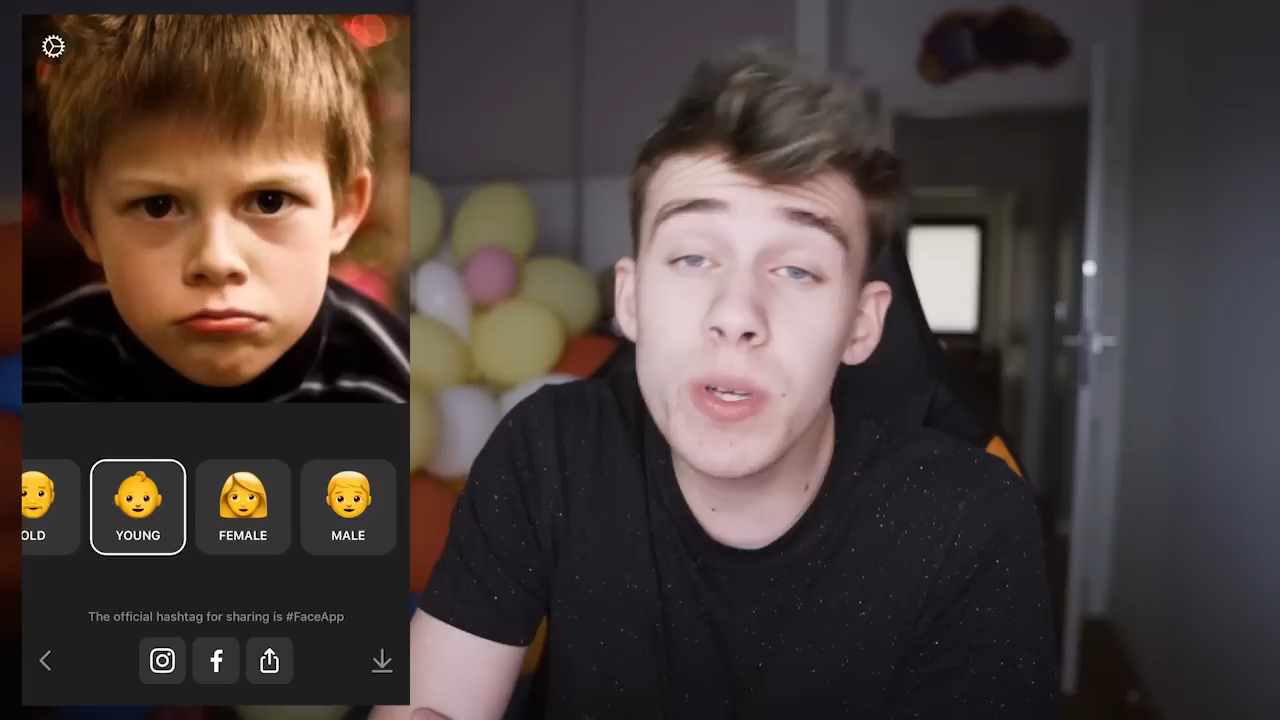 OLD
YOUNG
FEMALE
MALE
The official hashtag for sharing is #FaceApp